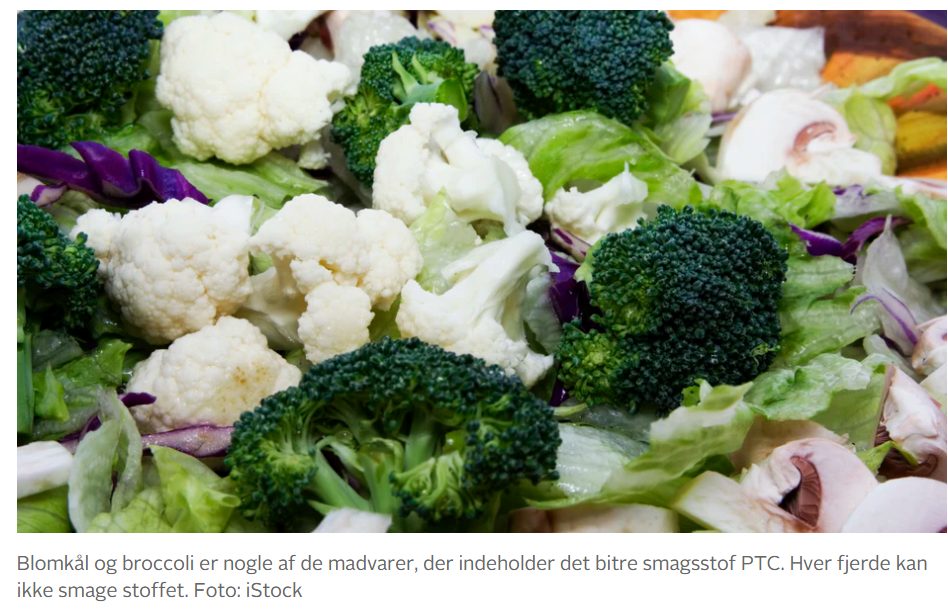 Blomkål og broccoli er nogle af de madvarer, der indeholder det bitre smagsstof PTC. Hver fjerde kan
ikke smage stoffet. Foto: iStock